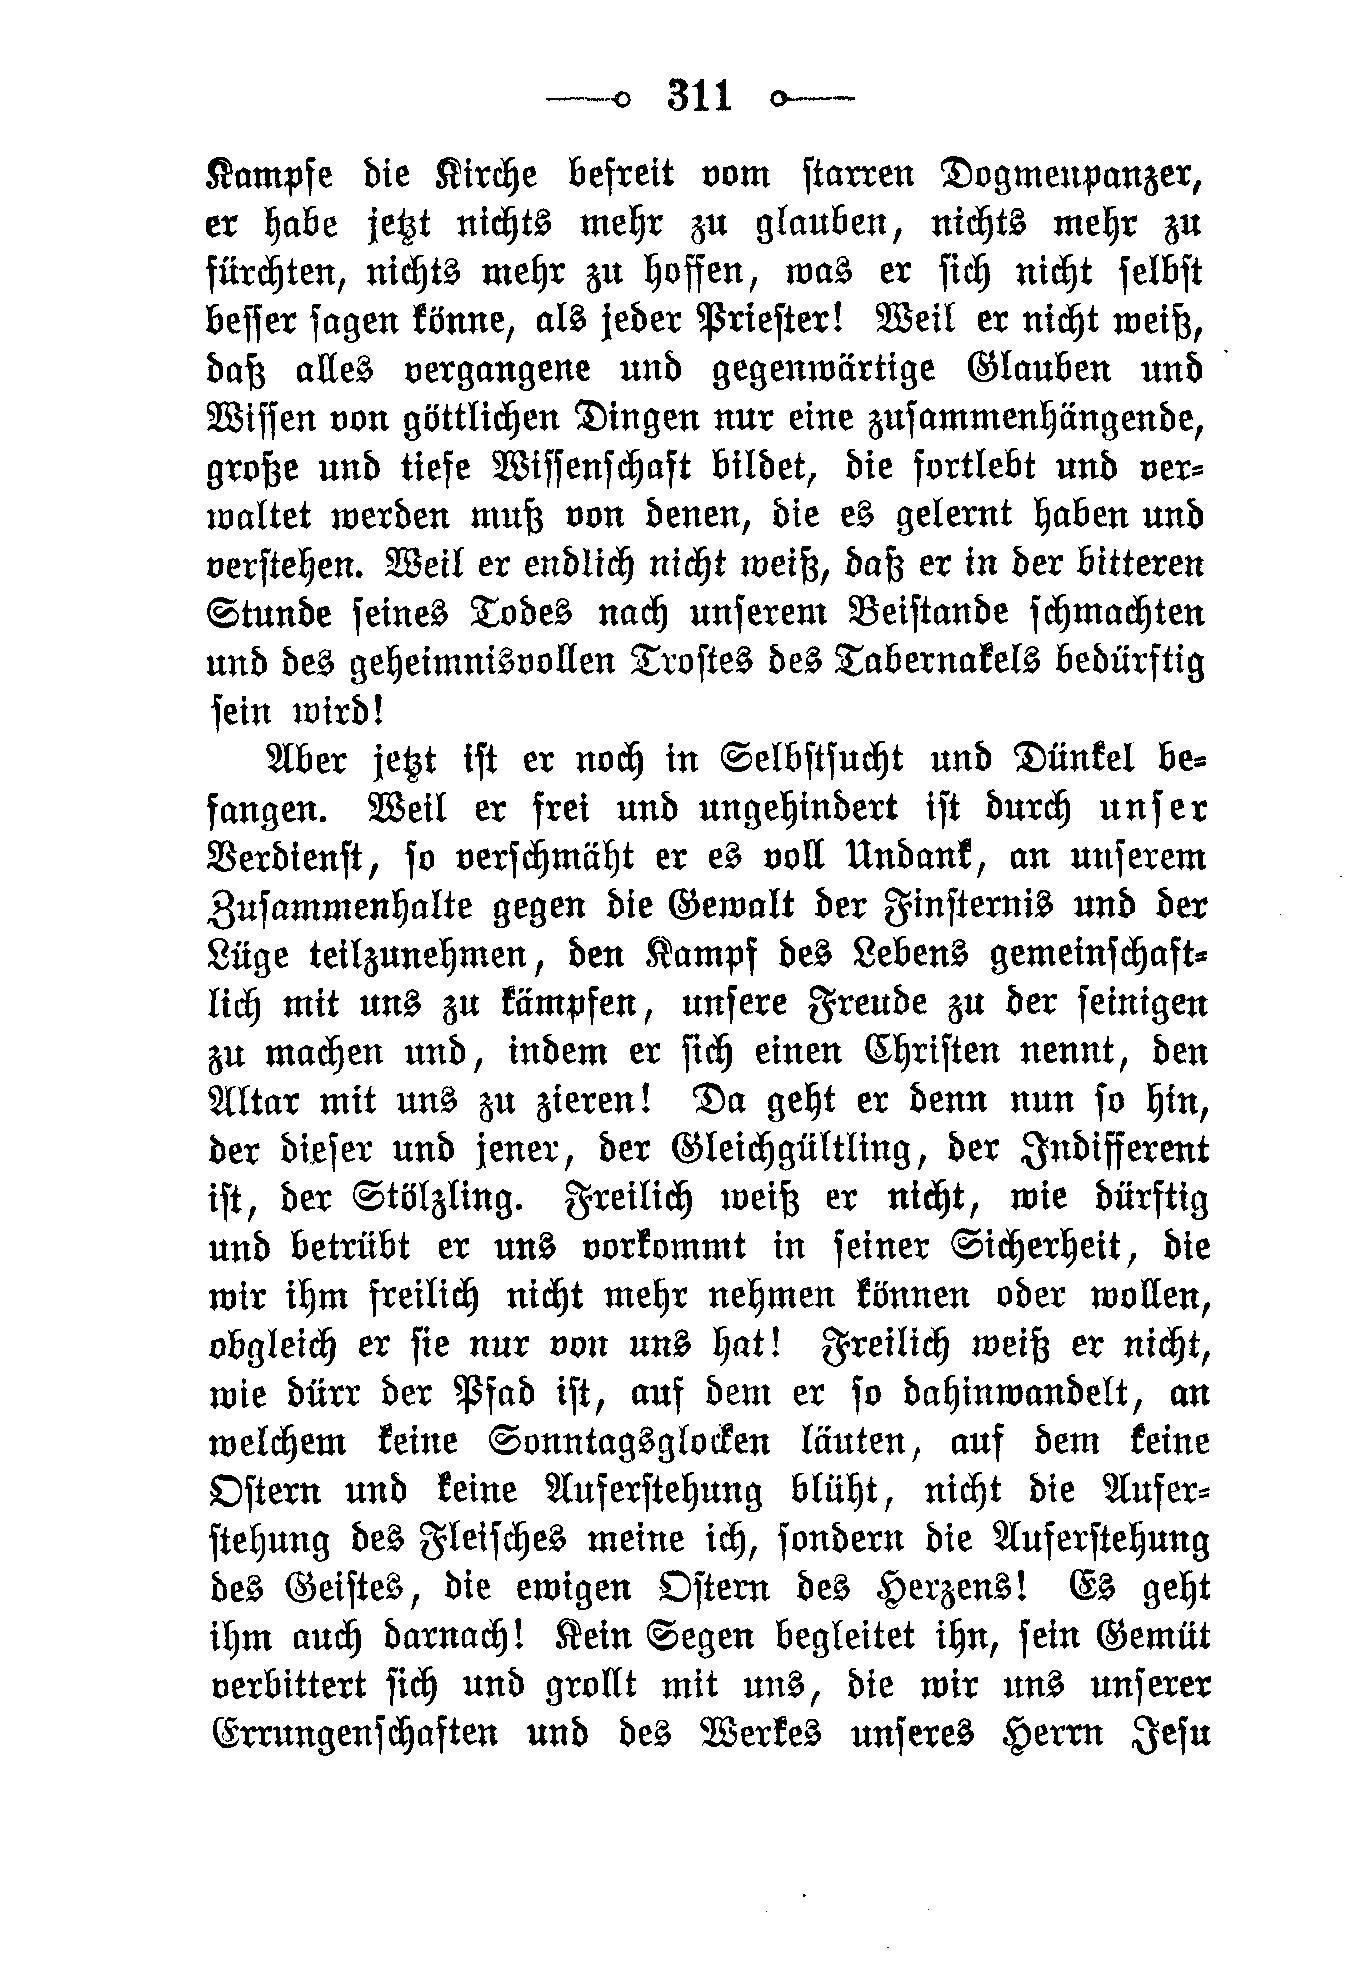 311
Kampfe die Kirche befreit vom starren Dogmenpanzer,
er habe jetzt nichts mehr zu glauben, nichts mehr zu
fürchten, nichts mehr zu hoffen, was er sich nicht selbst
besser sagen könne, als jeder Priester! Weil er nicht weiß,
daß alles vergangene und gegenwärtige Glauben und
Wissen von göttlichen Dingen nur eine zusammenhängende,
große und tiefe Wissenschaft bildet, die fortlebt und ver-
waltet werden muß von denen, die es gelernt haben und
verstehen. Weil er endlich nicht weiß, daß er in der bitteren
Stunde seines Todes nach unserem Beistande schmachten
und des geheimnisvollen Trostes des Tabernakels bedürftig
sein wird!
Aber jetzt ist er noch in Selbstsucht und Dünkel be-
fangen. Weil er frei und ungehindert ist durch unser
Verdienst, so verschmäht er es voll Undank, an unserem
Zusammenhalte gegen die Gewalt der Finsternis und der
Lüge teilzunehmen, den Kampf des Lebens gemeinschaft-
lich mit uns zu kämpfen, unsere Freude zu der seinigen
zu machen und, indem er sich einen Christen nennt, den
Altar mit uns zu zieren! Da geht er denn nun so hin,
der dieser und jener, der Gleichgültling, der Indifferent
ist, der Stölzling. Freilich weiß er nicht, wie dürftig
und betrübt er uns vorkommt in seiner Sicherheit, die
wir ihm freilich nicht mehr nehmen können oder wollen,
obgleich er sie nur von uns hat! Freilich weiß er nicht,
wie dürr der Pfad ist, auf dem er so dahinwandelt, an
welchem keine Sonntagsglocken läuten, auf dem keine
Ostern und keine Auferstehung blüht, nicht die Aufer-
stehung des Fleisches meine ich, sondern die Auferstehung
des Geistes, die ewigen Ostern des Herzens! Es geht
ihm auch darnach! Kein Segen begleitet ihn, sein Gemüt
verbittert sich und grollt mit uns, die wir uns unserer
Errungenschaften und des Werkes unseres Herrn Jesu